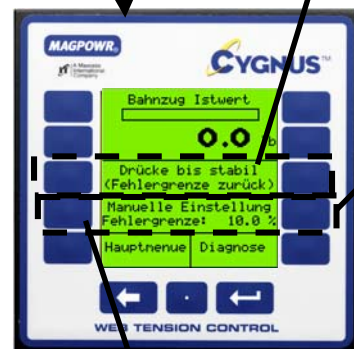 MAGPOWR®
A Maxcess
International
Company
CYGNUS™
Bahnzug Istwert
0.0 lb
Drücke bis stabil
(Fehlergrenze zurück)
Manuelle Einstellung
Fehlergrenze: 10.0 %
Hauptmenue Diagnose
WEB TENSION CONTROL